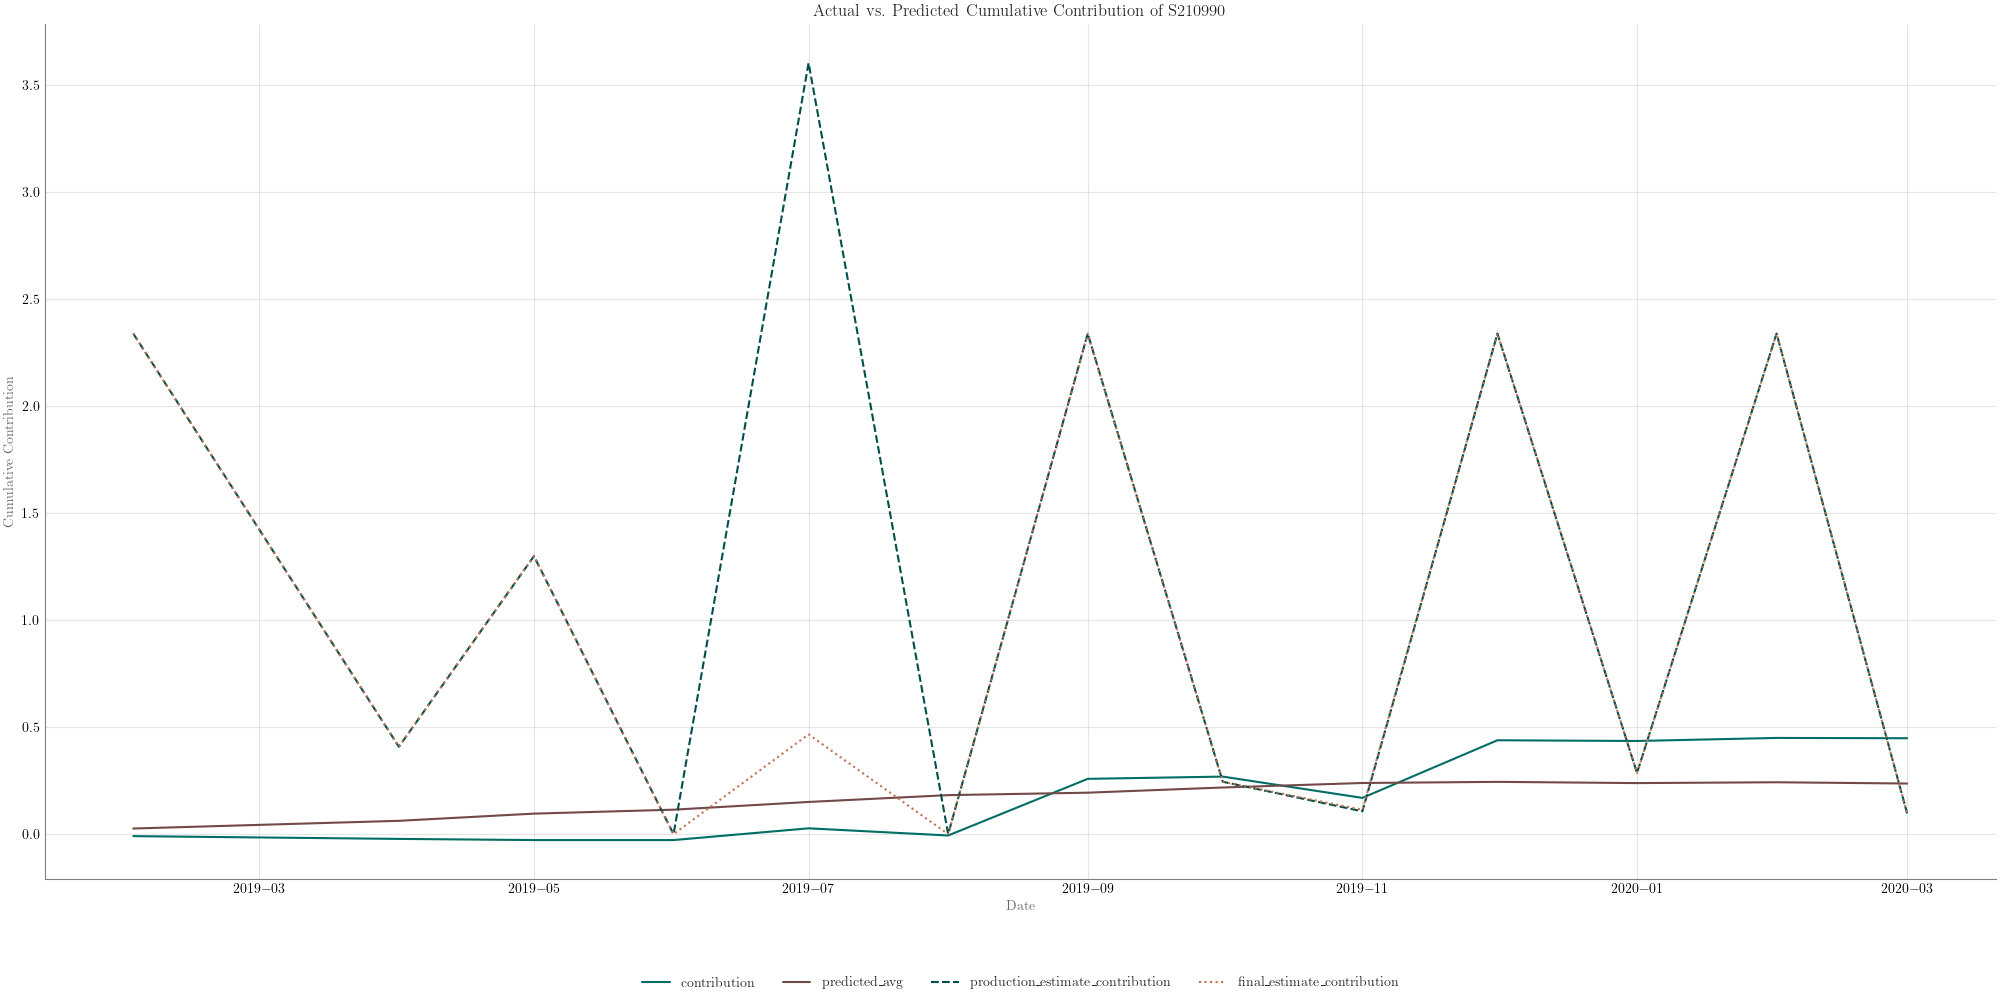 Actual vs. Predicted Cumulative Contribution of S210990
Cumulative Contribution
3.5
3.0
2.5
2.0
1.5
1.0
0.5
0.0
2019−03 2019−05 2019−07 2019−09 2019−11 2020−01 2020−03
Date
contribution predicted_avg production_estimate_contribution final_estimate_contribution